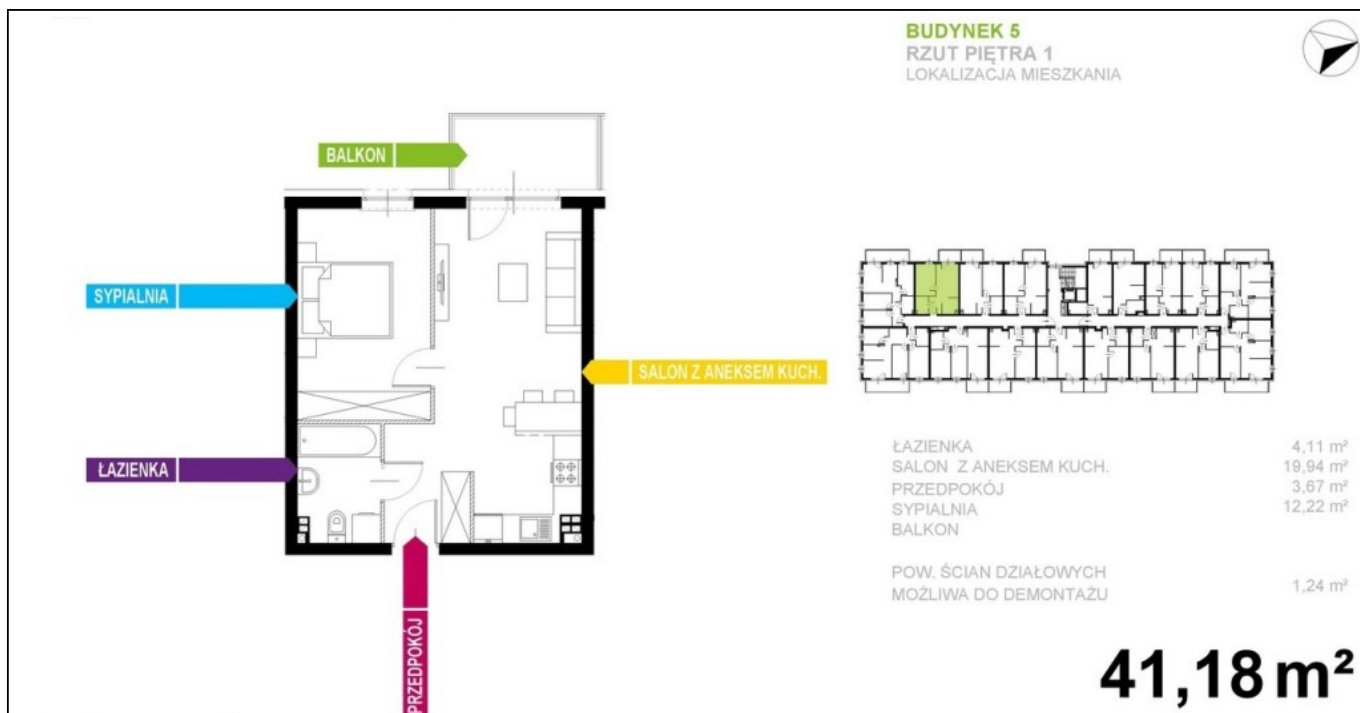 BUDYNEK 5
RZUT PIĘTRA 1
LOKALIZACJA MIESZKANIA
BALKON
SYPIALNIA
SALON Z ANEKSEM KUCH.
ŁAZIENKA
PRZEDPOKÓJ
ŁAZIENKA 4,11 m²
SALON Z ANEKSEM KUCH. 19,94 m²
PRZEDPOKÓJ 3,67 m²
SYPIALNIA 12,22 m²
BALKON
POW. ŚCIAN DZIAŁOWYCH
MOŻLIWA DO DEMONTAŻU 1,24 m²
41,18 m²